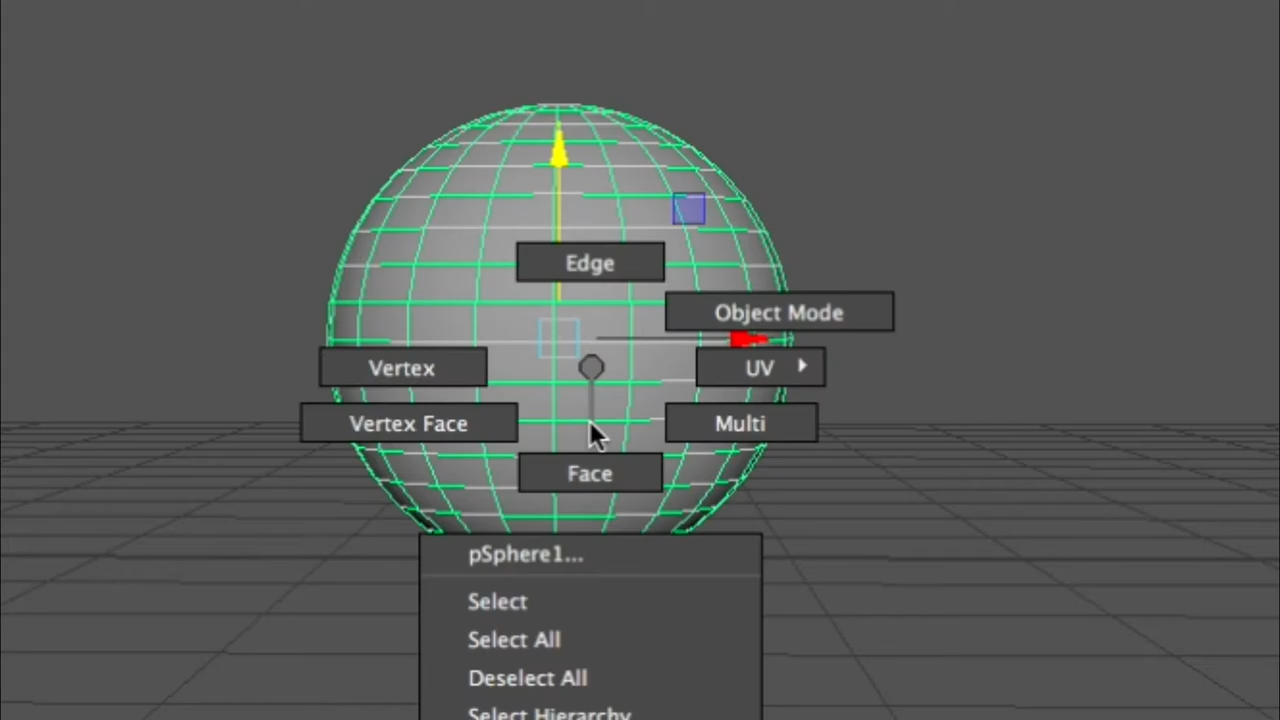 Edge
Object Mode
Vertex
UV
Vertex Face
Multi
Face
pSphere1...
Select
Select All
Deselect All
Select Hierarchy